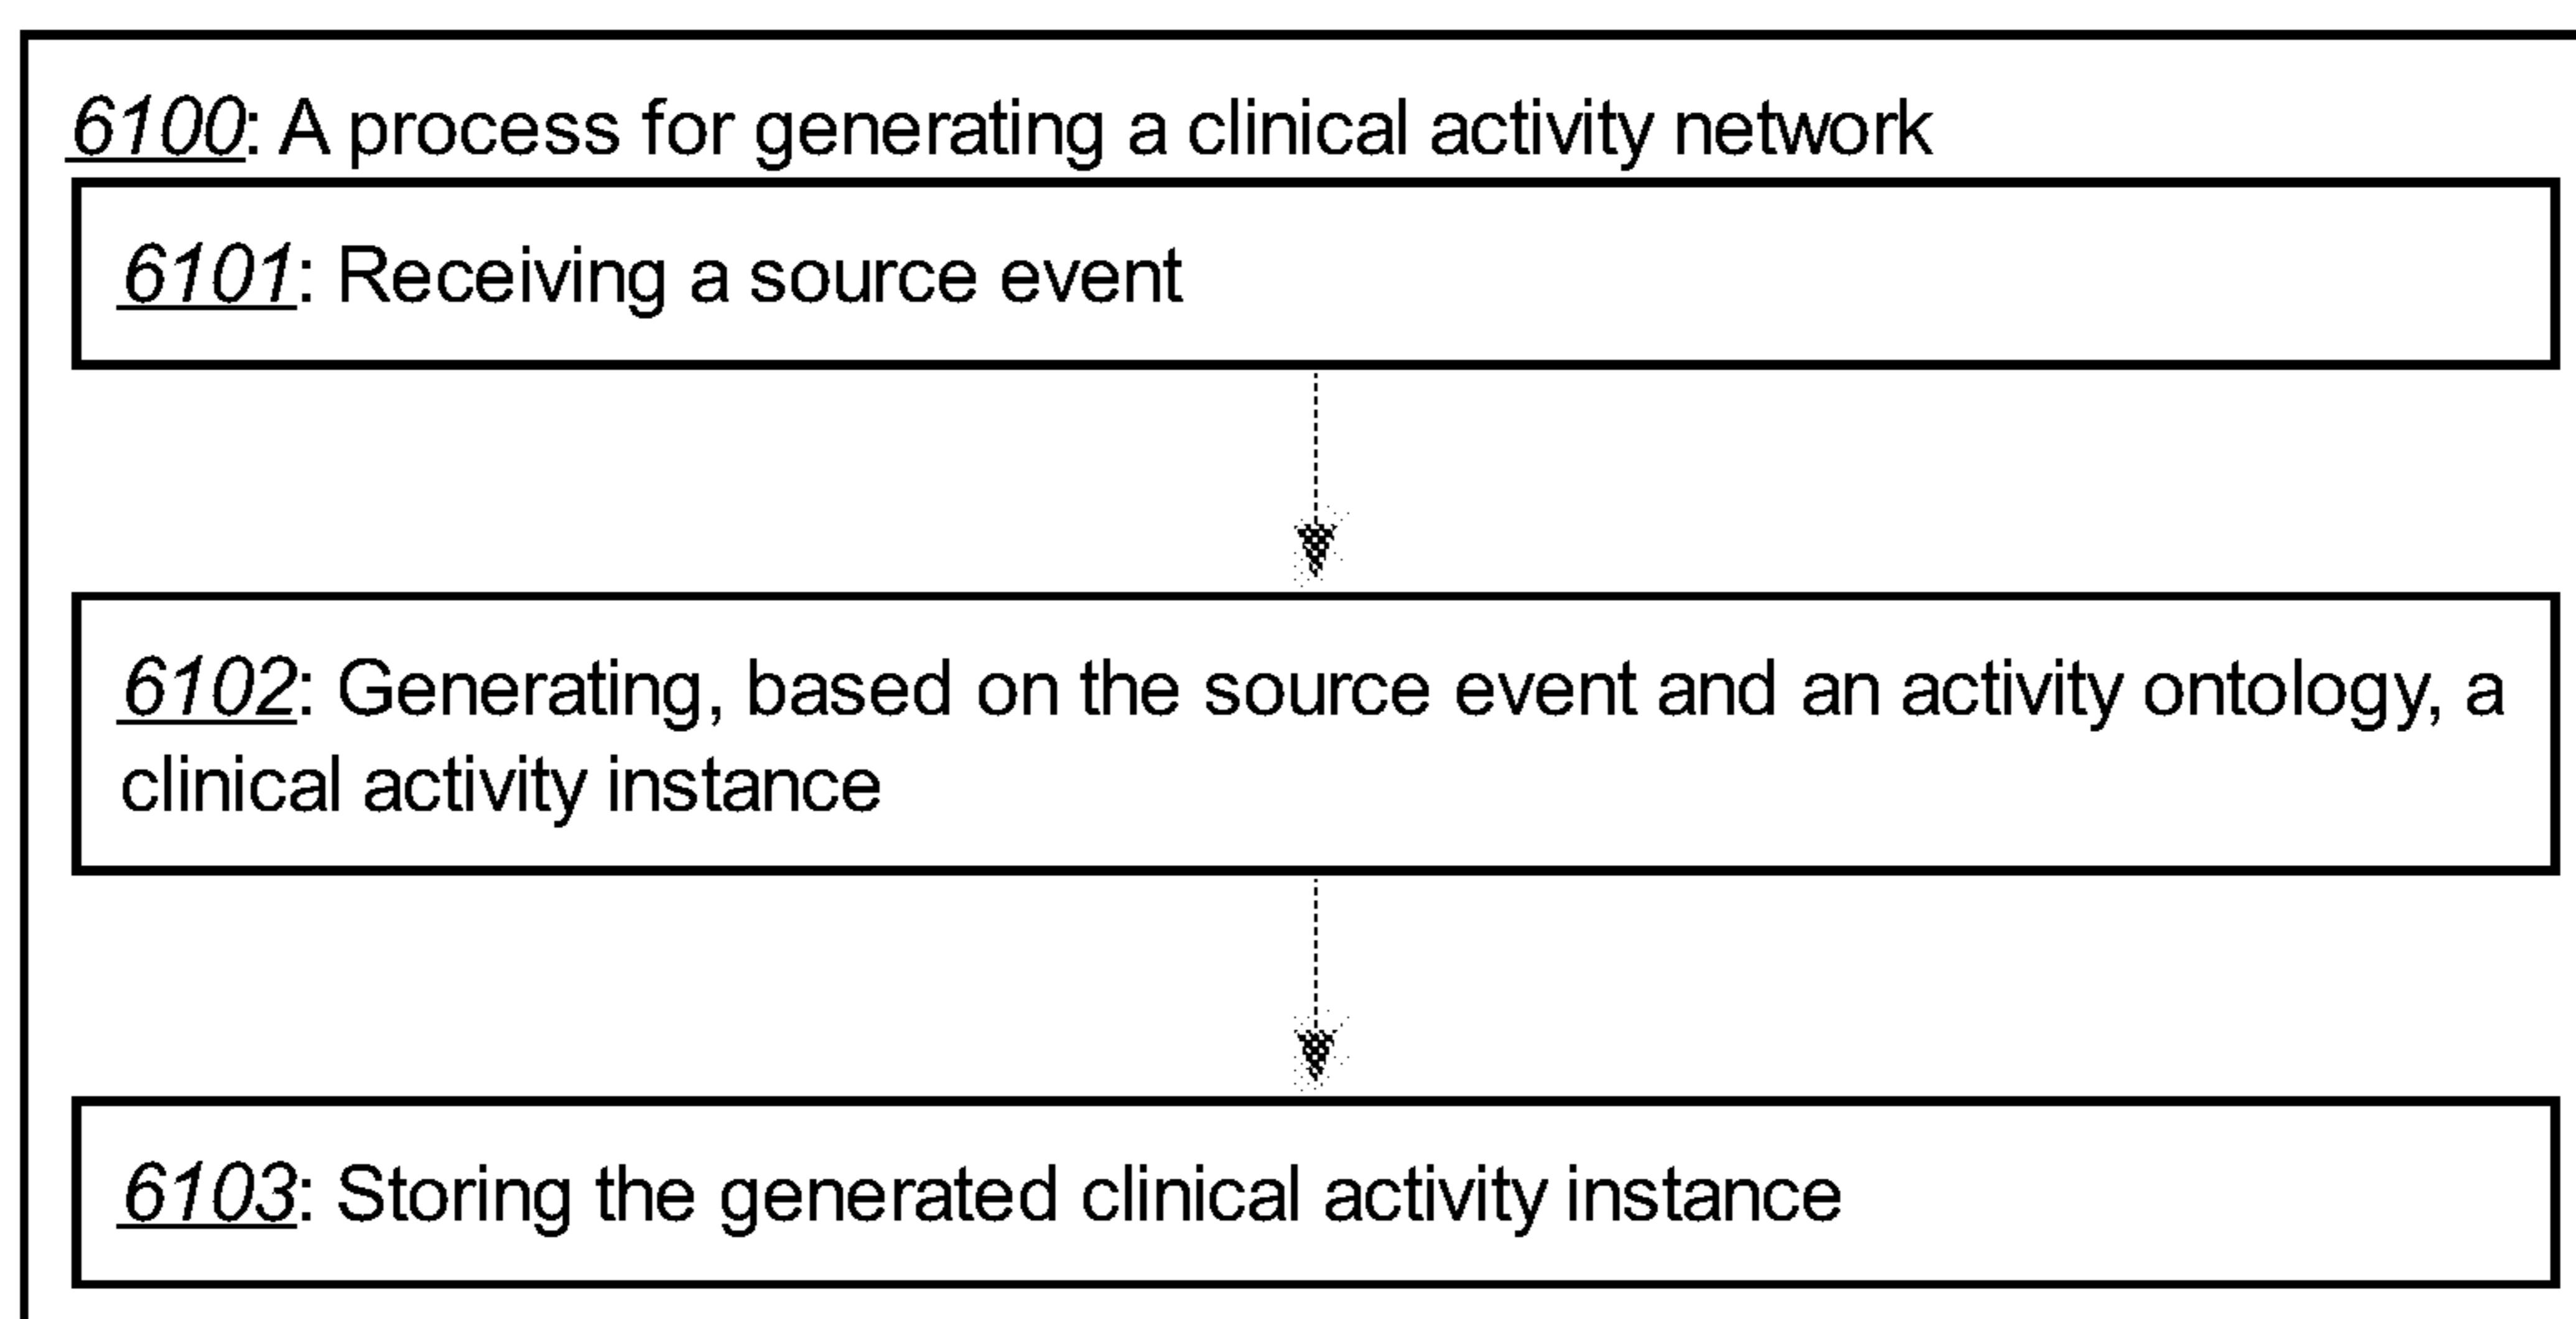 6100: A process for generating a clinical activity network
6101: Receiving a source event
6102: Generating, based on the source event and an activity ontology, a
clinical activity instance
6103: Storing the generated clinical activity instance